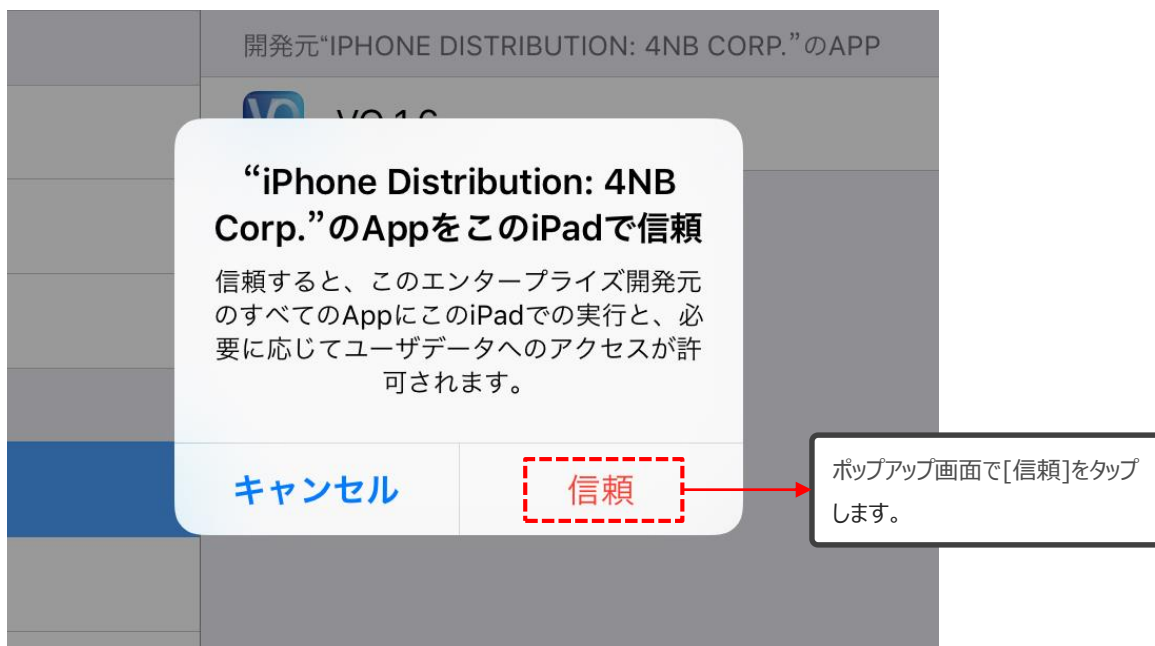 開発元“IPHONE DISTRIBUTION: 4NB CORP.”のAPP
“iPhone Distribution: 4NB
Corp.”のAppをこのiPadで信頼
信頼すると、このエンタープライズ開発元
のすべてのAppにこのiPadでの実行と、必
要に応じてユーザデータへのアクセスが許
可されます。
キャンセル
信頼
ポップアップ画面で[信頼]をタップ
します。